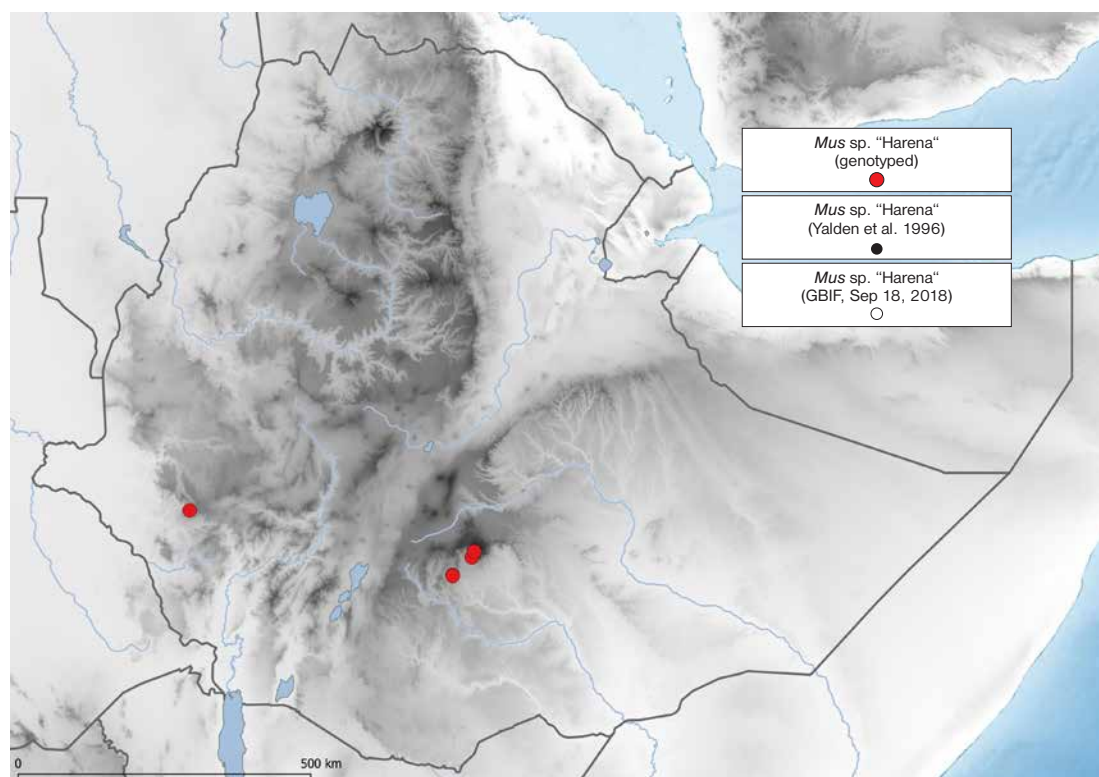 Mus sp. “Harena“
(genotyped)
Mus sp. “Harena“
(Yalden et al. 1996)
Mus sp. “Harena“
(GBIF, Sep 18, 2018)
0 500 km